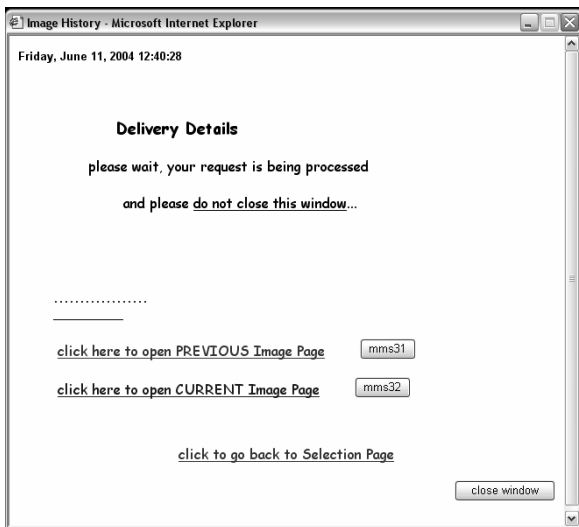 Image History - Microsoft Internet Explorer
Friday, June 11, 2004 12:40:28
Delivery Details
please wait, your request is being processed
and please do not close this window...
..................
click here to open PREVIOUS Image Page mms31
click here to open CURRENT Image Page mms32
click to go back to Selection Page
close window